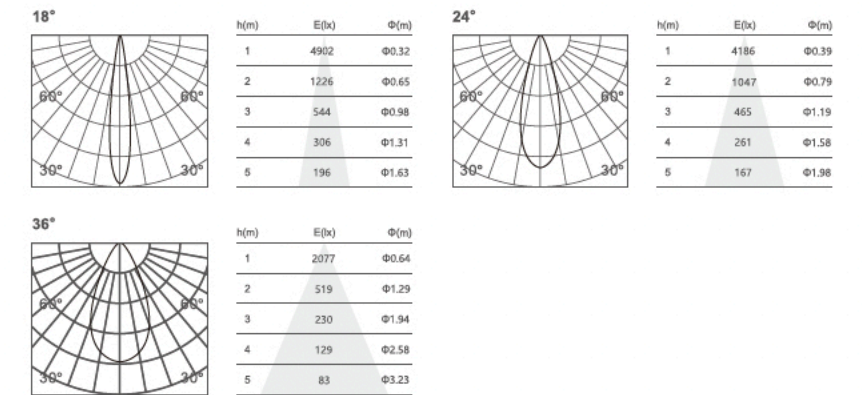 18°
h(m) E(lx) Φ(m)
1 4902 Φ0.32
2 1226 Φ0.65
3 544 Φ0.98
4 306 Φ1.31
5 196 Φ1.63
60° 60°
30° 30°
24°
h(m) E(lx) Φ(m)
1 4186 Φ0.39
2 1047 Φ0.79
3 465 Φ1.19
4 261 Φ1.58
5 167 Φ1.98
60° 60°
30° 30°
36°
h(m) E(lx) Φ(m)
1 2077 Φ0.64
2 519 Φ1.29
3 230 Φ1.94
4 129 Φ2.58
5 83 Φ3.23
60° 60°
30° 30°